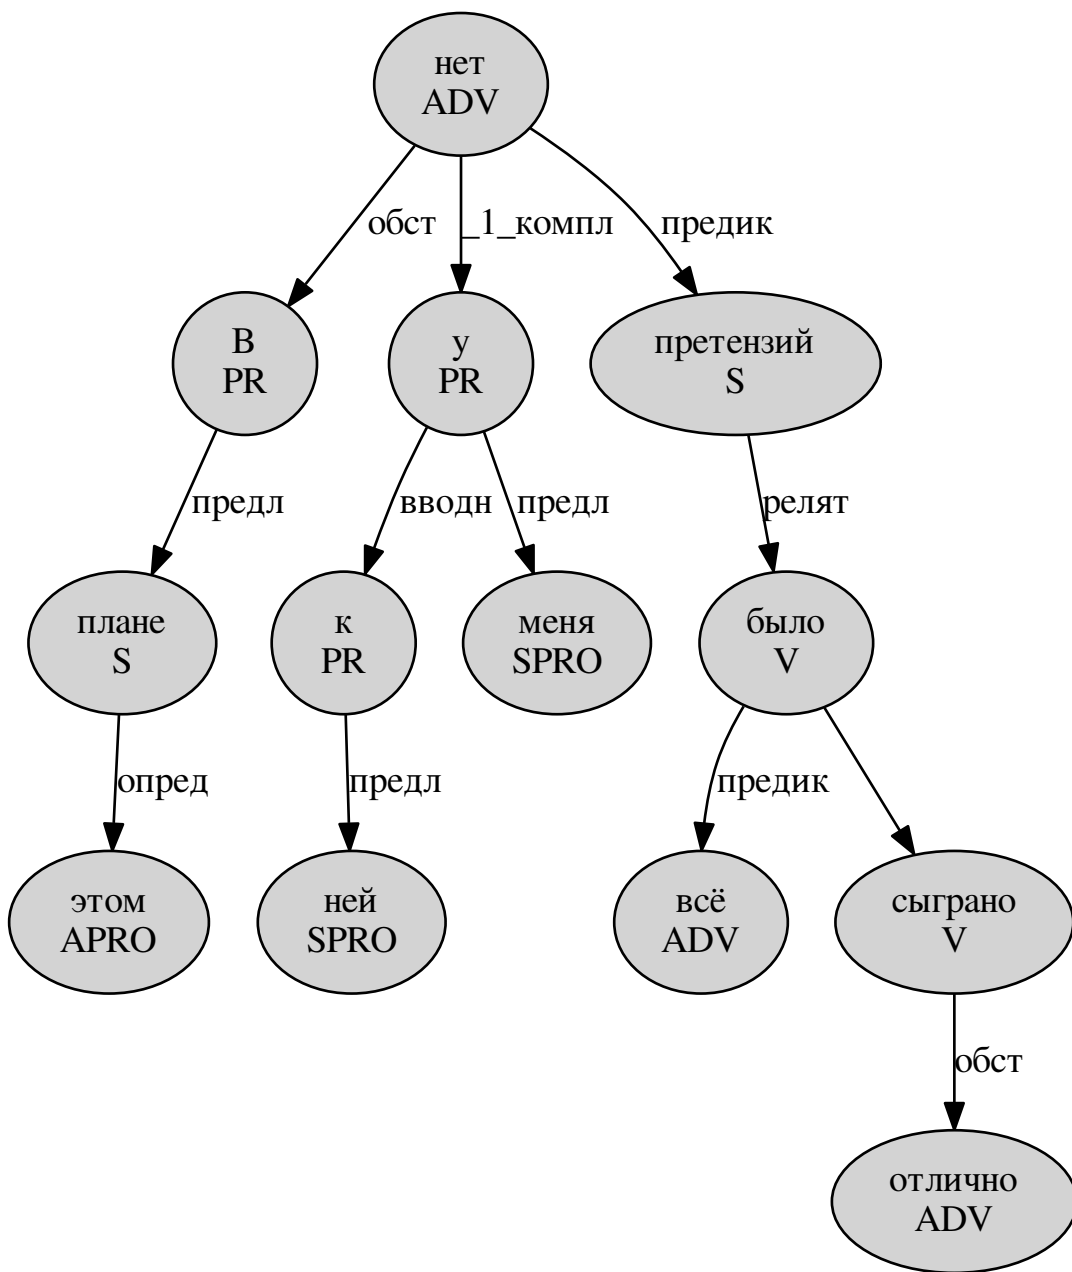 нет
ADV
обст
_1_компл
предик
В
PR
у
PR
претензий
S
предл
вводн
предл
релят
плане
S
к
PR
меня
SPRO
было
V
опред
предл
предик
этом
APRO
ней
SPRO
всё
ADV
сыграно
V
обст
отлично
ADV